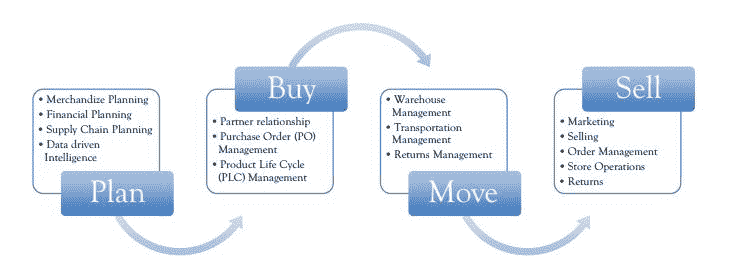 • Merchandize Planning
• Financial Planning
• Supply Chain Planning
• Data driven
Intelligence
Plan
Buy
• Partner relationship
• Purchase Order (PO)
Management
• Product Life Cycle
(PLC) Management
• Warehouse
Management
• Transportation
Management
• Returns Management
Move
Sell
• Marketing
• Selling
• Order Management
• Store Operations
• Returns